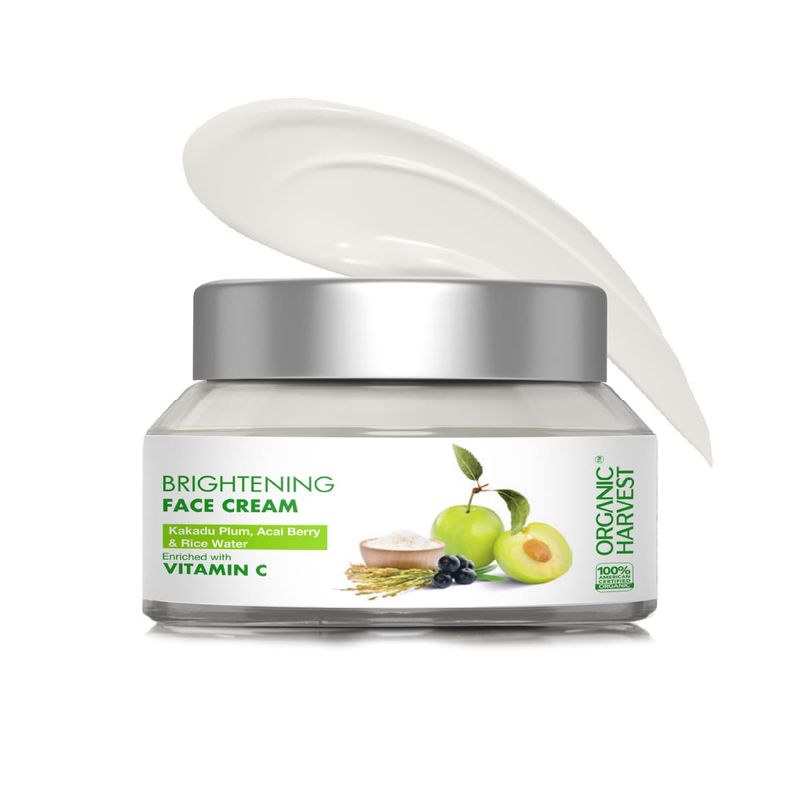 BRIGHTENING
FACE CREAM
Kakadu Plum, Acai Berry
& Rice Water
Enriched with
VITAMIN C
ORGANIC®
HARVEST
100%
AMERICAN
CERTIFIED
ORGANIC